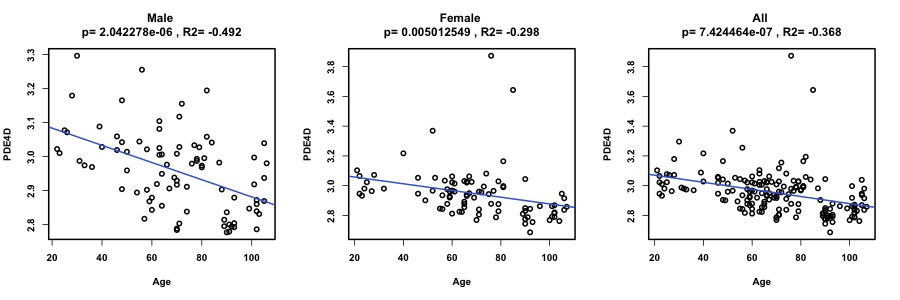 Male
p= 2.042278e-06 , R2= -0.492
PDE4D
3.3
3.2
3.1
3.0
2.9
2.8
20 40 60 80 100
Age
Female
p= 0.005012549 , R2= -0.298
PDE4D
3.8
3.6
3.4
3.2
3.0
2.8
20 40 60 80 100
Age
All
p= 7.424464e-07 , R2= -0.368
PDE4D
3.8
3.6
3.4
3.2
3.0
2.8
20 40 60 80 100
Age